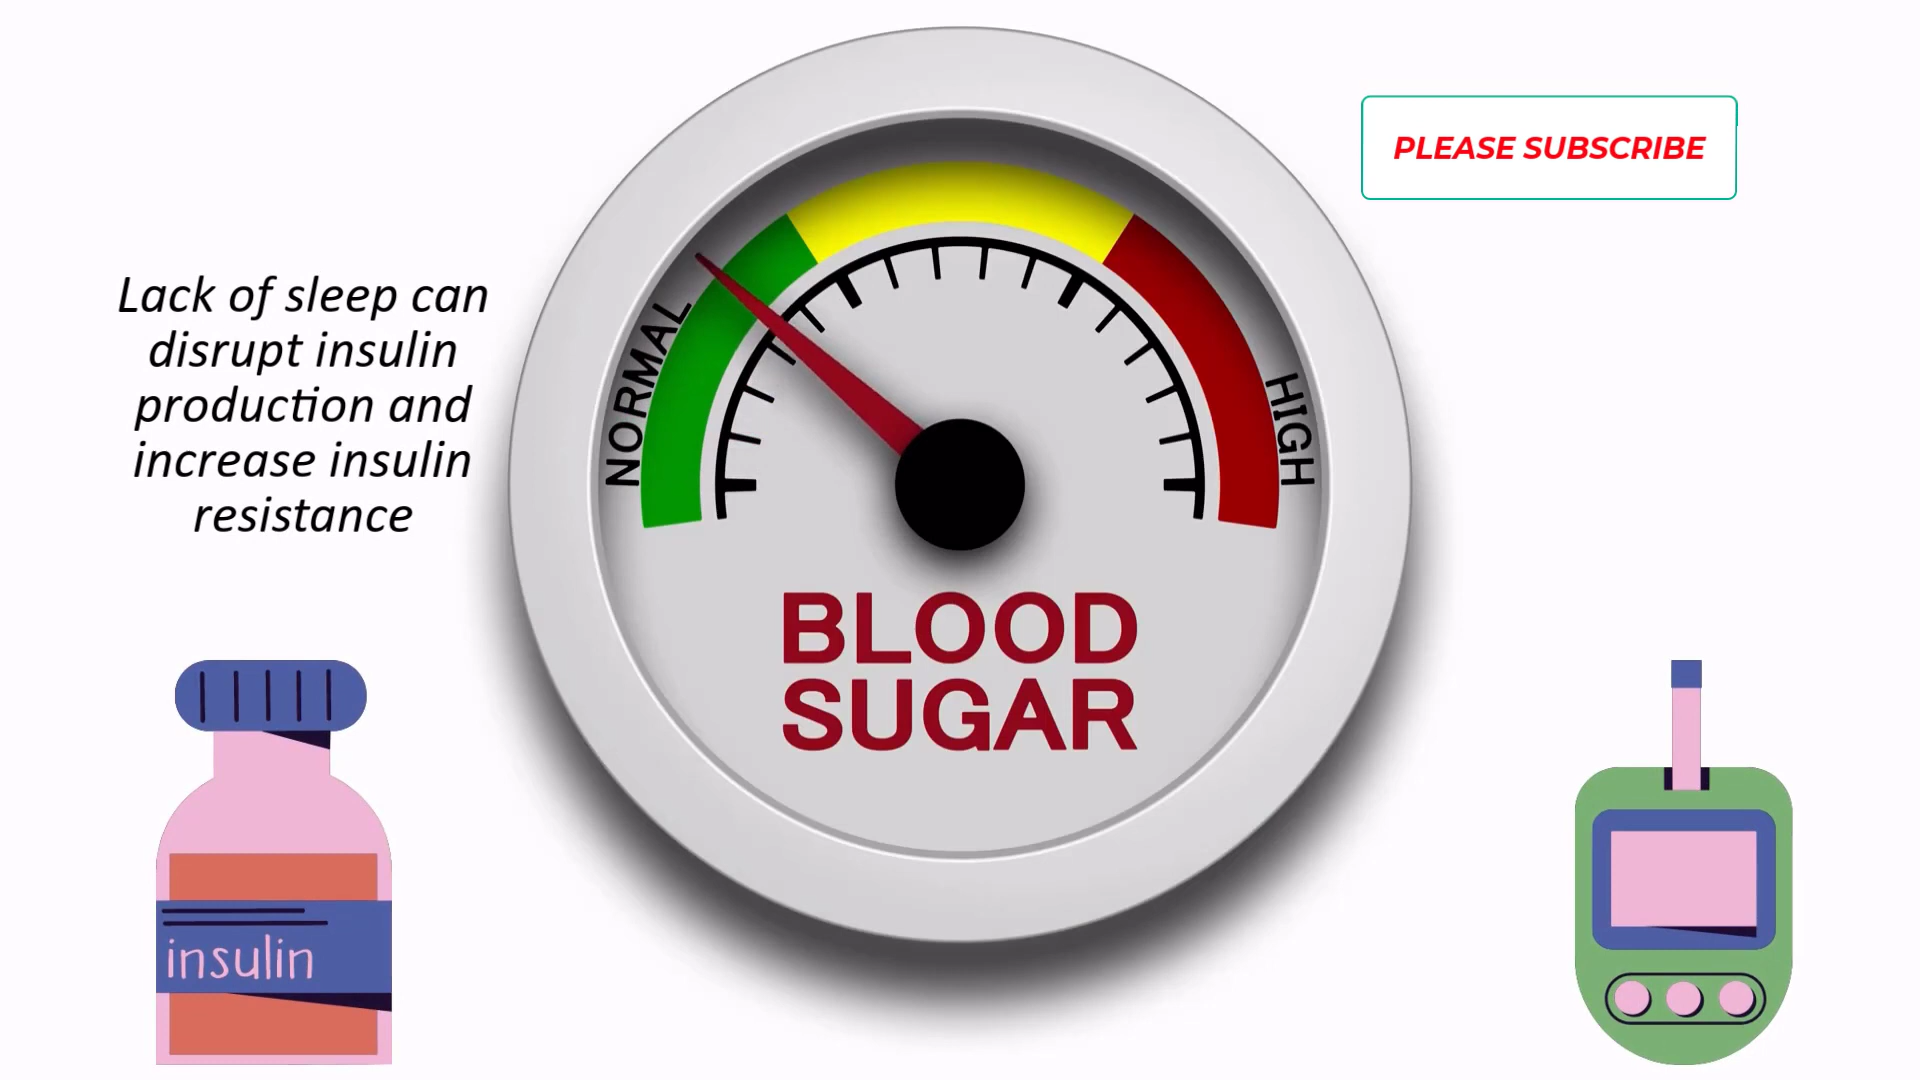 PLEASE SUBSCRIBE
Lack of sleep can
disrupt insulin
production and
increase insulin
resistance
NORMAL
HIGH
BLOOD
SUGAR
insulin